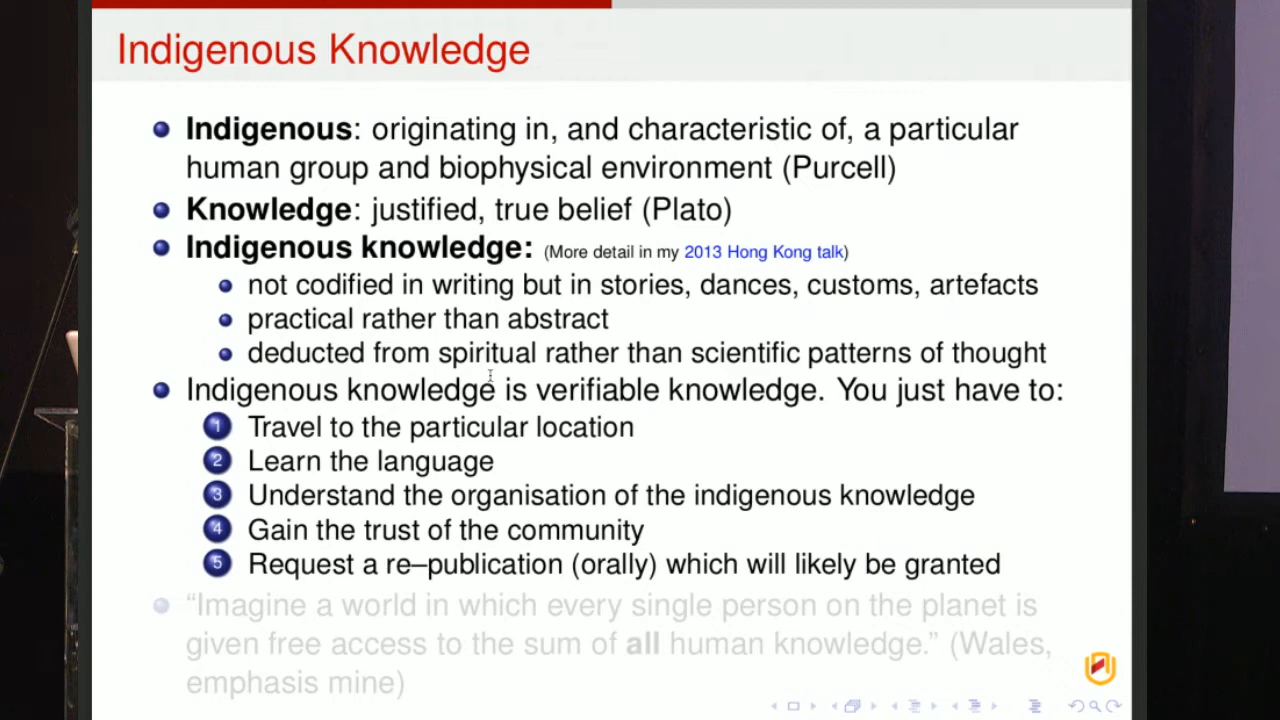 Indigenous Knowledge
Indigenous: originating in, and characteristic of, a particular
human group and biophysical environment (Purcell)
Knowledge: justified, true belief (Plato)
Indigenous knowledge: (More detail in my 2013 Hong Kong talk)
not codified in writing but in stories, dances, customs, artefacts
practical rather than abstract
deducted from spiritual rather than scientific patterns of thought
Indigenous knowledge is verifiable knowledge. You just have to:
1 Travel to the particular location
2 Learn the language
3 Understand the organisation of the indigenous knowledge
4 Gain the trust of the community
5 Request a re–publication (orally) which will likely be granted
“Imagine a world in which every single person on the planet is
given free access to the sum of all human knowledge.” (Wales,
emphasis mine)